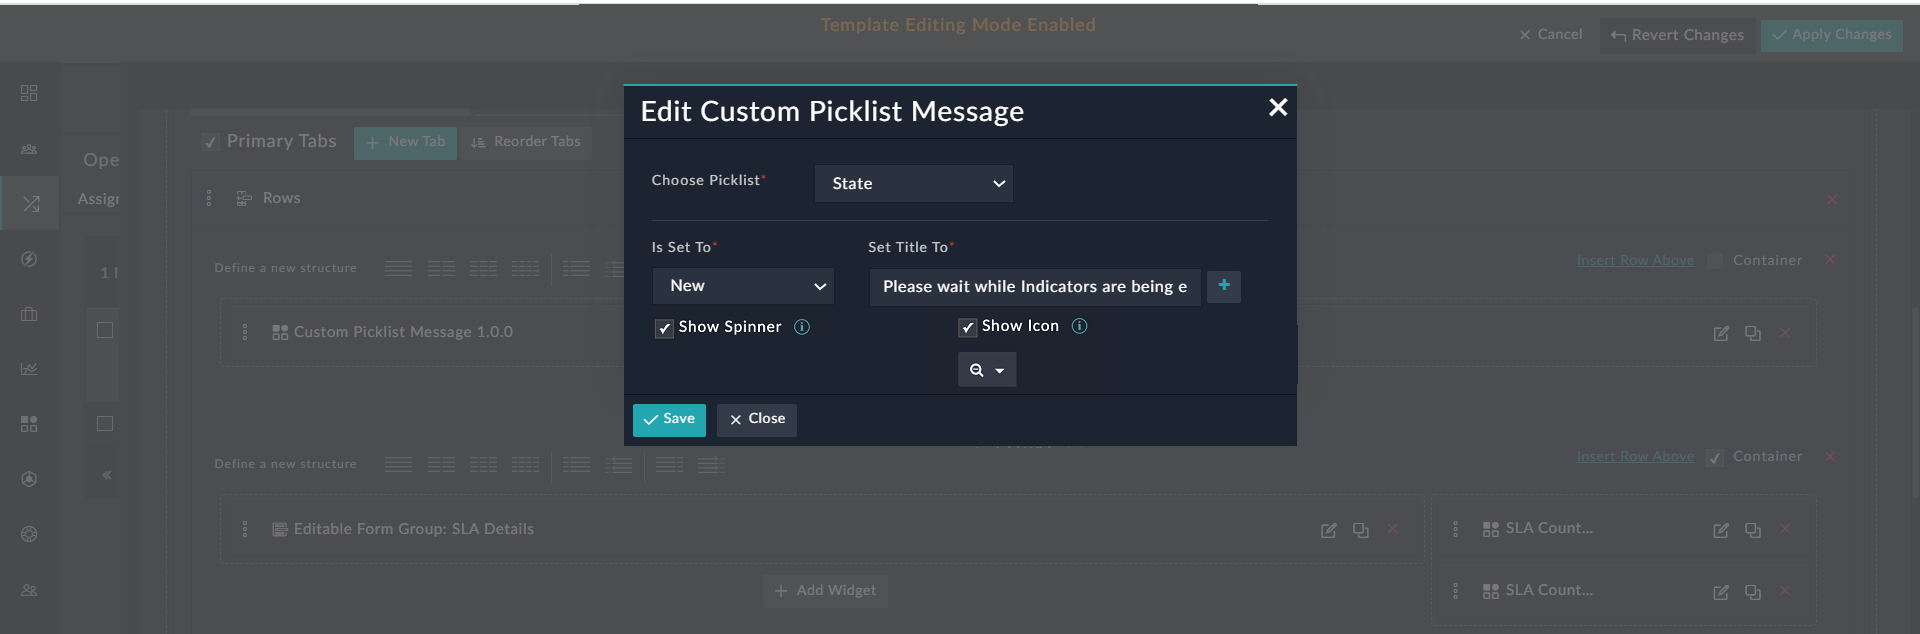 Template Editing Mode Enabled
Cancel
Revert Changes
Apply Changes
Edit Custom Picklist Message
Primary Tabs
New Tab
Reorder Tabs
Ope
Choose Picklist*
State
Assign
Rows
Is Set To*
Set Title To*
Define a new structure
Insert Row Above
Container
1
New
Please wait while Indicators are being e
Show Spinner
Show Icon
Custom Picklist Message 1.0.0
Save
Close
Define a new structure
Insert Row Above
Container
Editable Form Group: SLA Details
SLA Count...
Add Widget
SLA Count...